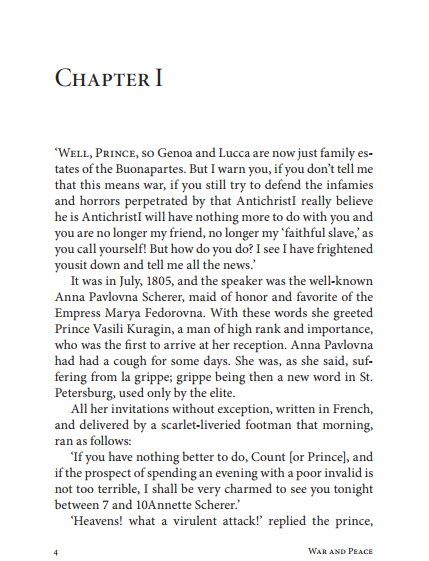 Chapter I
‘Well, Prince, so Genoa and Lucca are now just family es-
tates of the Buonapartes. But I warn you, if you don’t tell me
that this means war, if you still try to defend the infamies
and horrors perpetrated by that AntichristI really believe
he is AntichristI will have nothing more to do with you and
you are no longer my friend, no longer my ‘faithful slave,’ as
you call yourself! But how do you do? I see I have frightened
yousit down and tell me all the news.’
It was in July, 1805, and the speaker was the well-known
Anna Pavlovna Scherer, maid of honor and favorite of the
Empress Marya Fedorovna. With these words she greeted
Prince Vasili Kuragin, a man of high rank and importance,
who was the first to arrive at her reception. Anna Pavlovna
had had a cough for some days. She was, as she said, suf-
fering from la grippe; grippe being then a new word in St.
Petersburg, used only by the elite.
All her invitations without exception, written in French,
and delivered by a scarlet-liveried footman that morning,
ran as follows:
‘If you have nothing better to do, Count [or Prince], and
if the prospect of spending an evening with a poor invalid is
not too terrible, I shall be very charmed to see you tonight
between 7 and 10Annette Scherer.’
‘Heavens! what a virulent attack!’ replied the prince,
4 War and Peace